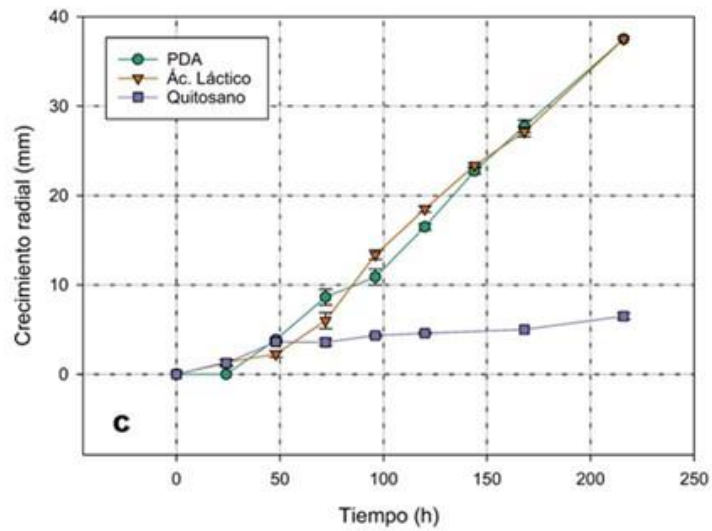 40
PDA
Ác. Láctico
Quitosano
30
20
10
0
Crecimiento radial (mm)
C
0 50 100 150 200 250
Tiempo (h)